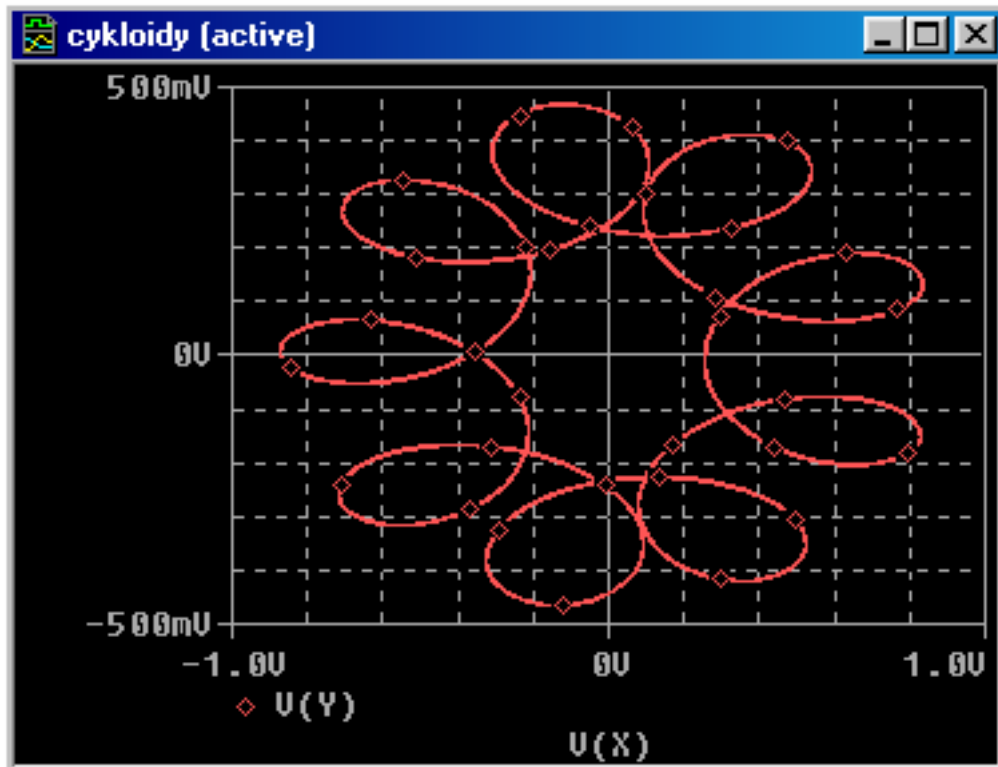 cykloidy (active)
500mV
0V
-500mV
-1.0V 0V 1.0V
V(Y)
V(X)